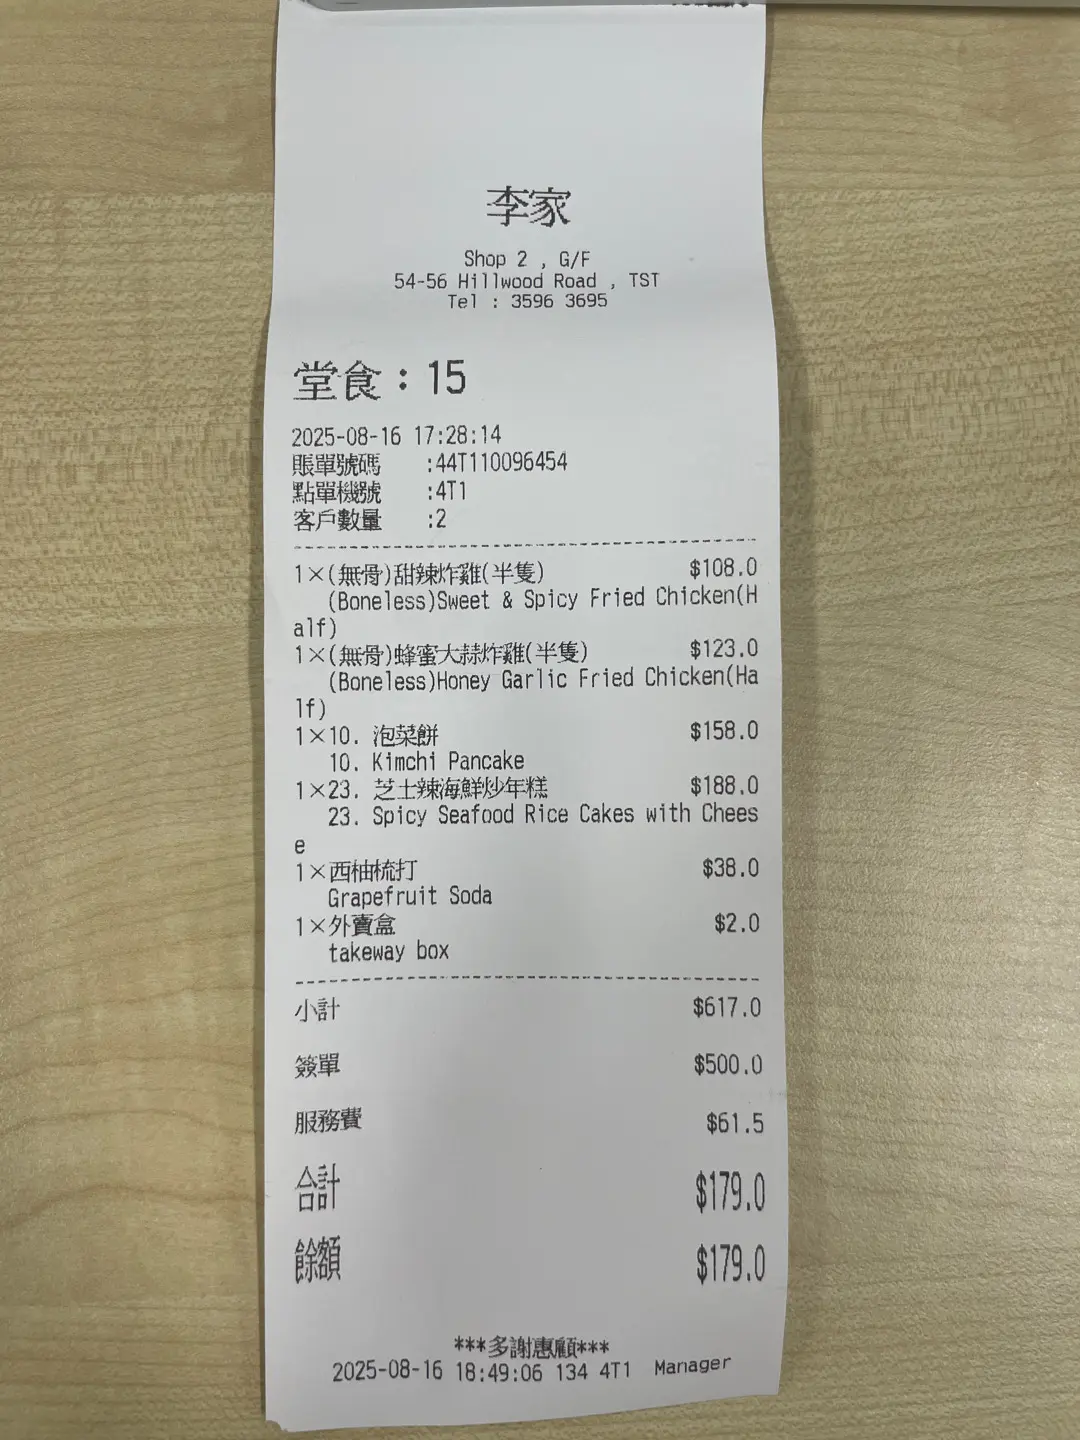 李家
Shop 2 , G/F
54-56 Hillwood Road , TST
Tel : 3596 3695
堂食：15
2025-08-16 17:28:14
賬單號碼 :44T110096454
點單機號 :4T1
客戶數量 :2
1×(無骨)甜辣炸雞(半隻) $108.0
(Boneless)Sweet & Spicy Fried Chicken(H
alf)
1×(無骨)蜂蜜大蒜炸雞(半隻) $123.0
(Boneless)Honey Garlic Fried Chicken(Ha
lf)
1×10. 泡菜餅 $158.0
10. Kimchi Pancake
1×23. 芝士辣海鮮炒年糕 $188.0
23. Spicy Seafood Rice Cakes with Chees
e
1×西柚梳打 $38.0
Grapefruit Soda
1×外賣盒 $2.0
takeway box
小計 $617.0
簽單 $500.0
服務費 $61.5
合計 $179.0
餘額 $179.0
***多謝惠顧***
2025-08-16 18:49:06 134 4T1 Manager